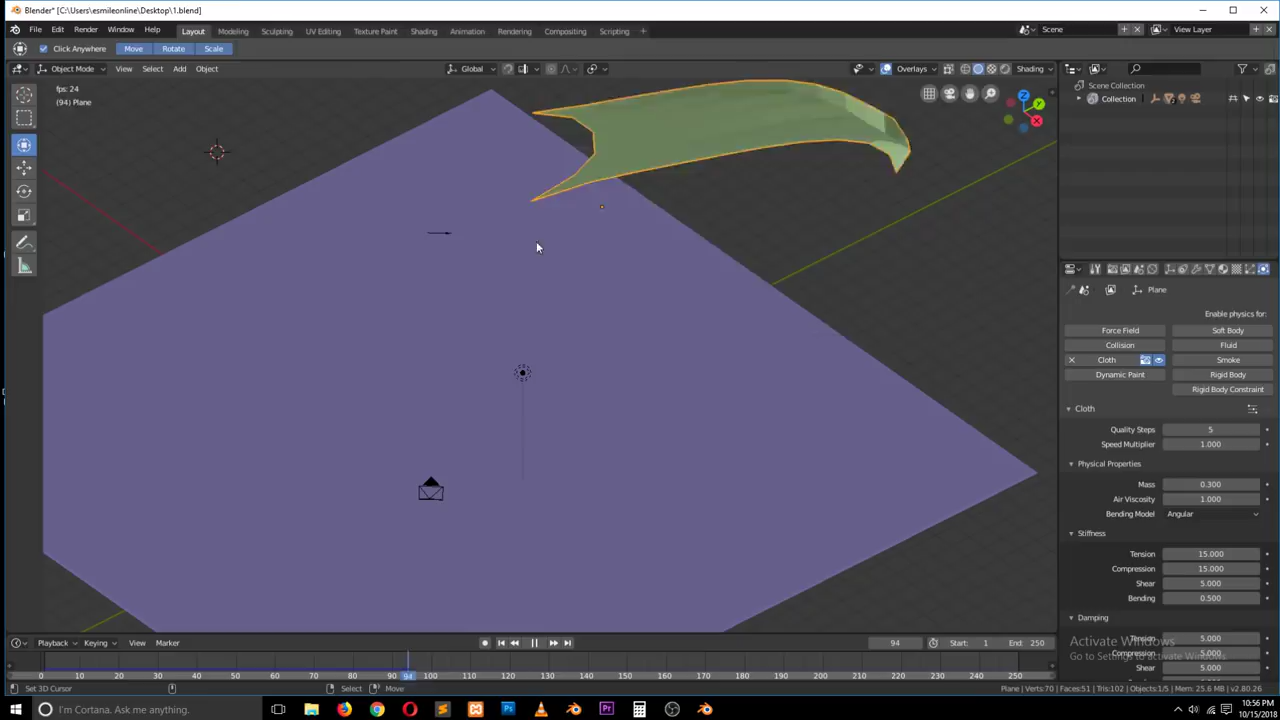 Blender* [C:\Users\esmileonline\Desktop\1.blend]
File Edit Render Window Help Layout Modeling Sculpting UV Editing Texture Paint Shading Animation Rendering Compositing Scripting + Scene View Layer
Click Anywhere Move Rotate Scale
Object Mode View Select Add Object Global Overlays Shading
fps: 24
(94) Plane
Scene Collection
Collection
Plane
Enable physics for:
Force Field Soft Body
Collision Fluid
Cloth Smoke
Dynamic Paint Rigid Body
Rigid Body Constraint
Cloth
Quality Steps 5
Speed Multiplier 1.000
Physical Properties
Mass 0.300
Air Viscosity 1.000
Bending Model Angular
Stiffness
Tension 15.000
Compression 15.000
Shear 5.000
Bending 0.500
Damping
Tension 5.000
Compression 5.000
Shear 5.000
Activate Windows
Go to Settings to activate Windows.
Playback Keying View Marker 94 Start: 1 End: 250
0 10 20 30 40 50 60 70 80 90 94 100 110 120 130 140 150 160 170 180 190 200 210 220 230 240 250
Set 3D Cursor Select Move Plane | Verts:70 | Faces:51 | Tris:102 | Objects:1/5 | Mem: 25.6 MB | v2.80.26
I'm Cortana. Ask me anything. 10:56 PM
10/15/2018